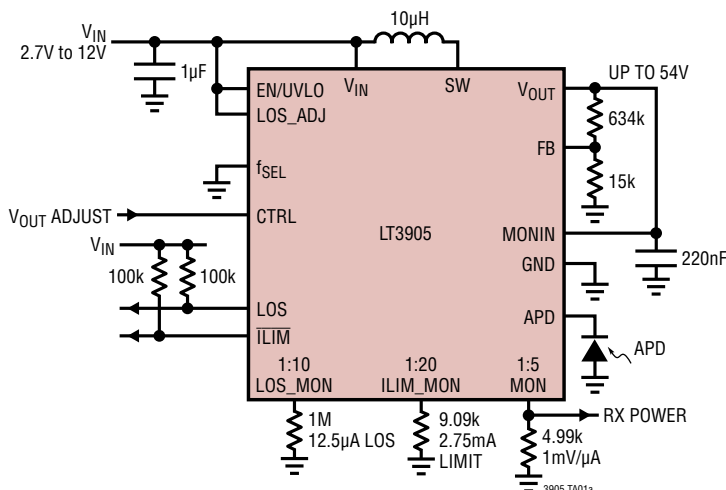 10µH
VIN
2.7V to 12V
1µF
EN/UVLO
VIN
SW
VOUT
UP TO 54V
LOS_ADJ
634k
FB
fSEL
15k
VOUT ADJUST
CTRL
LT3905
MONIN
VIN
100k
100k
GND
220nF
LOS
APD
ILIM
APD
1:10
LOS_MON
1:20
ILIM_MON
1:5
MON
RX POWER
1M
12.5µA LOS
9.09k
2.75mA
LIMIT
4.99k
1mV/µA
3905 TA01a